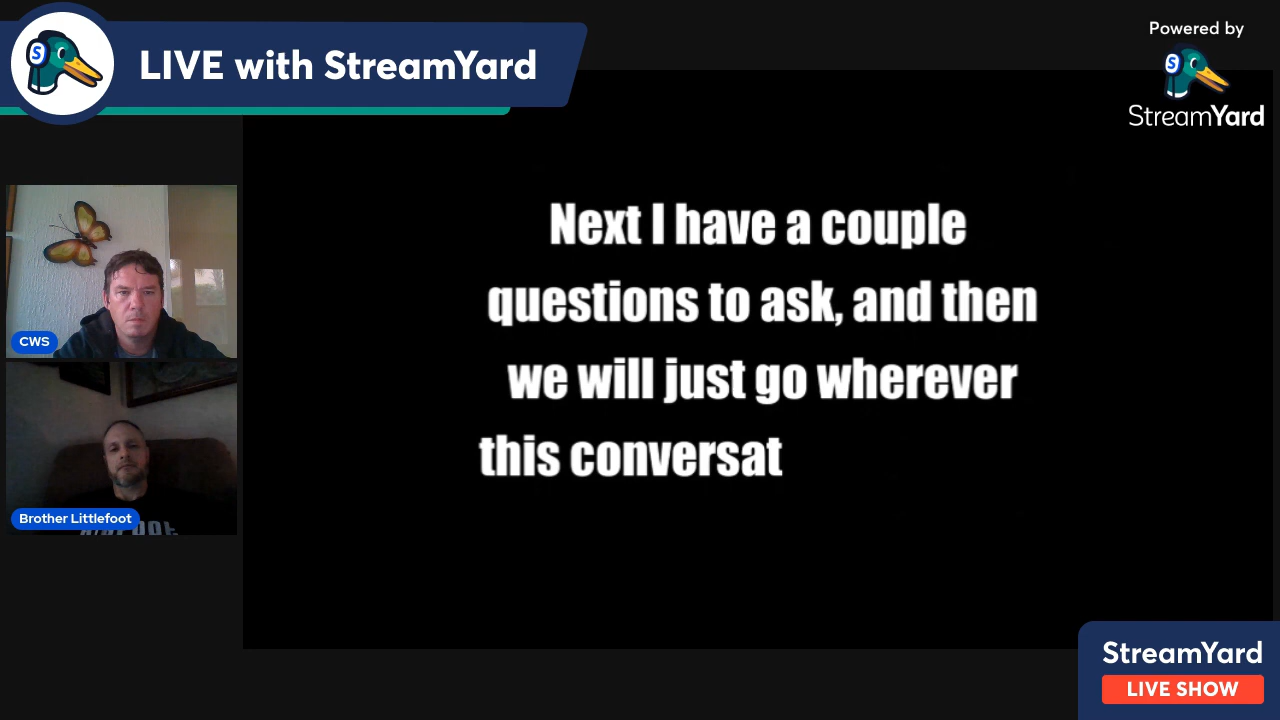 LIVE with StreamYard
Powered by
StreamYard
Next I have a couple
questions to ask, and then
we will just go wherever
this conversat
CWS
Brother Littlefoot
StreamYard
LIVE SHOW